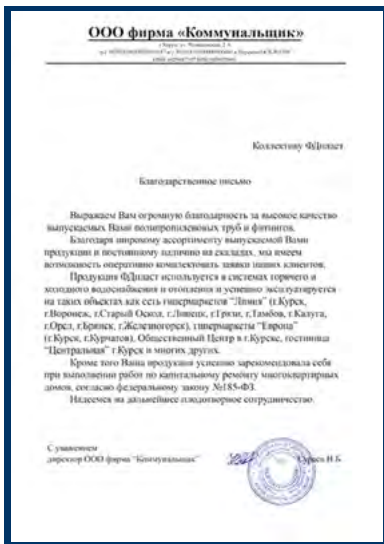 ООО фирма «Коммунальщик»
Коллективу ФДпласт
Благодарственное письмо
Выражаем Вам огромную благодарность за высокое качество
выпускаемых Вами полипропиленовых труб и фитингов.
Благодаря широкому ассортименту выпускаемой Вами
продукции и постоянному наличию на складах, мы имеем
возможность оперативно комплектовать заявки наших клиентов.
Продукция ФДпласт используется в системах горячего и
холодного водоснабжения и отопления и успешно эксплуатируется
на таких объектах как сеть гипермаркетов "Линия" (г.Курск,
г.Воронеж, г.Старый Оскол, г.Липецк, г.Грязи, г.Тамбов, г.Калуга,
г.Орел, г.Брянск, г.Железногорск), гипермаркеты "Европа"
(г.Курск, г.Курчатов), Общественный Центр в г.Курске, гостиница
"Центральная" г.Курск и многих других.
Кроме того Ваша продукция успешно зарекомендовала себя
при выполнении работ по капитальному ремонту многоквартирных
домов, согласно федеральному закону №185-ФЗ.
Надеемся на дальнейшее плодотворное сотрудничество.
С уважением
директор ООО фирма "Коммунальщик"
Н.Б.